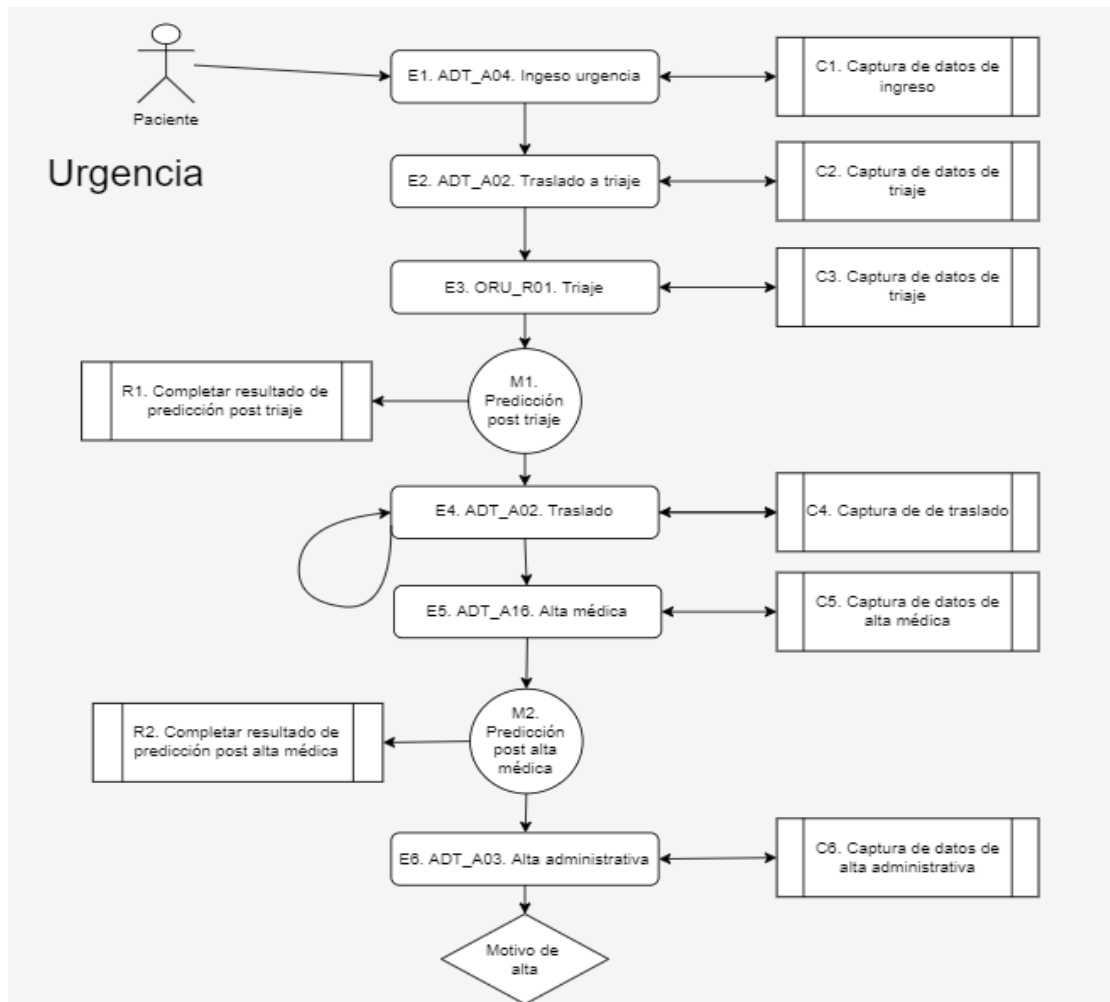 E1. ADT_A04. Ingeso urgencia
C1. Captura de datos de
ingreso
Paciente
Urgencia
E2. ADT_A02. Traslado a triaje
C2. Captura de datos de
triaje
E3. ORU_R01. Triaje
C3. Captura de datos de
triaje
R1. Completar resultado de
predicción post triaje
M1.
Predicción
post triaje
E4. ADT_A02. Traslado
C4. Captura de de traslado
E5. ADT_A16. Alta médica
C5. Captura de datos de
alta médica
R2. Completar resultado de
predicción post alta médica
M2.
Predicción
post alta
médica
E6. ADT_A03. Alta administrativa
C6. Captura de datos de
alta administrativa
Motivo de
alta